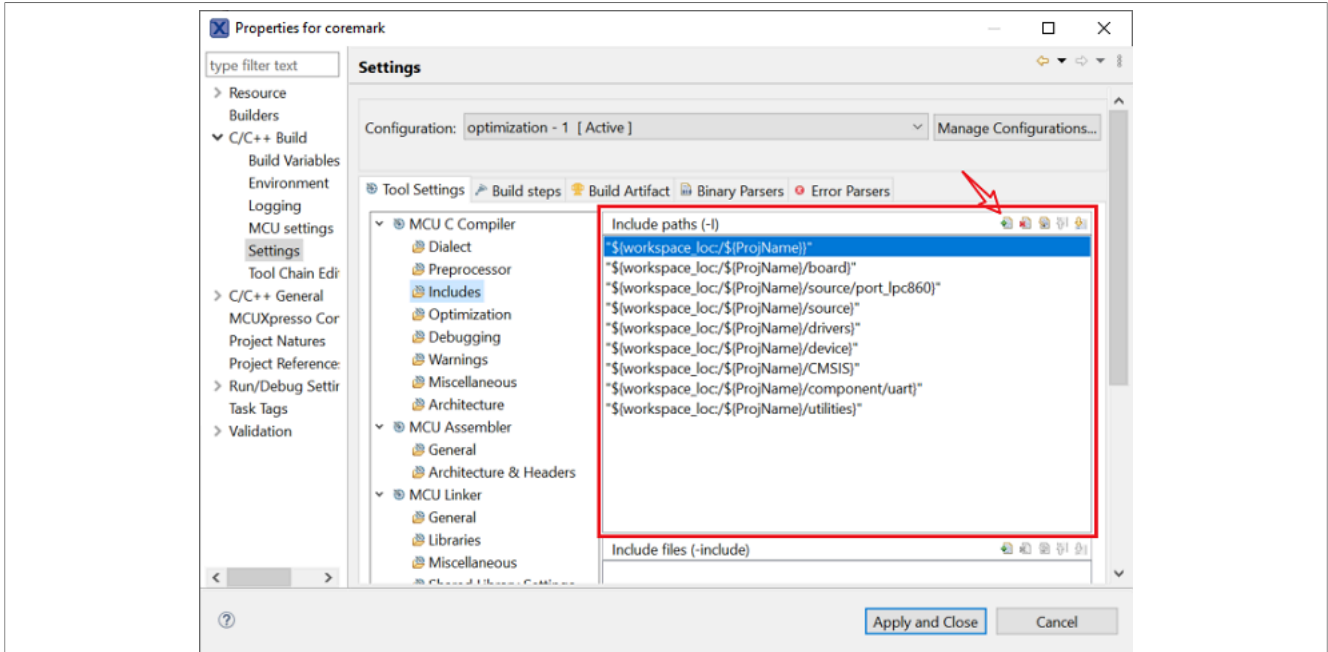 Properties for coremark
type filter text
Settings
Resource
Builders
C/C++ Build
Build Variables
Environment
Logging
MCU settings
Settings
Tool Chain Edi
C/C++ General
MCUXpresso Cor
Project Natures
Project Reference
Run/Debug Settin
Task Tags
Validation
Configuration: optimization - 1 [ Active ]
Manage Configurations...
Tool Settings Build steps Build Artifact Binary Parsers Error Parsers
MCU C Compiler
Dialect
Preprocessor
Includes
Optimization
Debugging
Warnings
Miscellaneous
Architecture
MCU Assembler
General
Architecture & Headers
MCU Linker
General
Libraries
Miscellaneous
Shared Library Settings
Include paths (-I)
"${workspace_loc:/${ProjName}}"
"${workspace_loc:/${ProjName}/board}"
"${workspace_loc:/${ProjName}/source/port_lpc860}"
"${workspace_loc:/${ProjName}/source}"
"${workspace_loc:/${ProjName}/drivers}"
"${workspace_loc:/${ProjName}/device}"
"${workspace_loc:/${ProjName}/CMSIS}"
"${workspace_loc:/${ProjName}/component/uart}"
"${workspace_loc:/${ProjName}/utilities}"
Include files (-include)
Apply and Close
Cancel